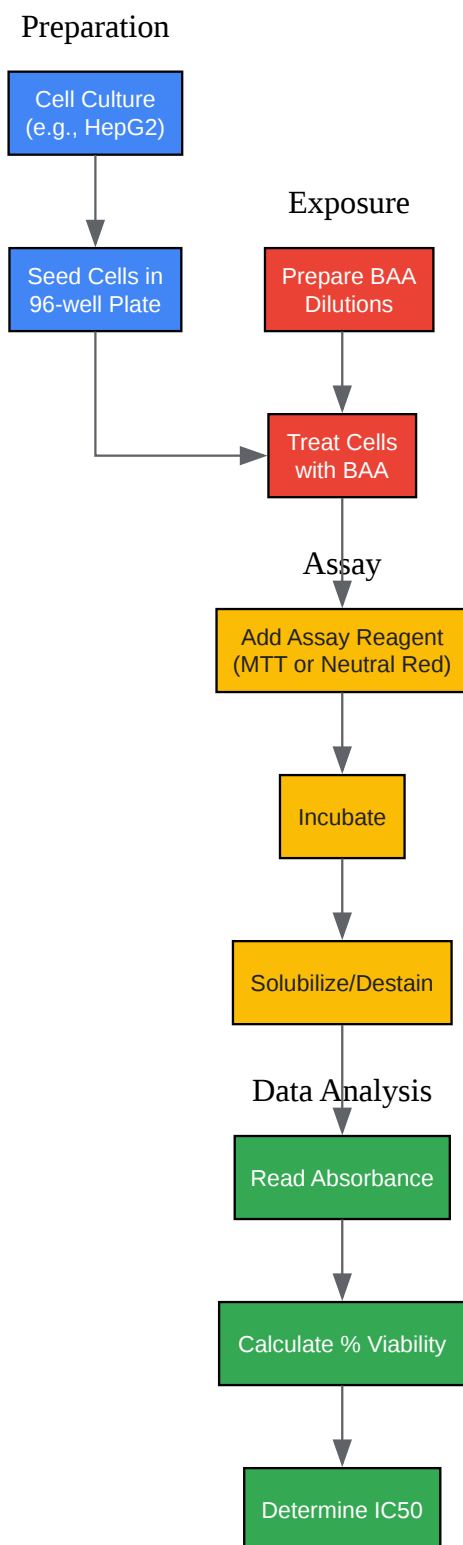 Preparation
Cell Culture
(e.g., HepG2)
Exposure
Seed Cells in
96-well Plate
Prepare BAA
Dilutions
Treat Cells
with BAA
Assay
Add Assay Reagent
(MTT or Neutral Red)
Incubate
Solubilize/Destain
Data Analysis
Read Absorbance
Calculate % Viability
Determine IC50